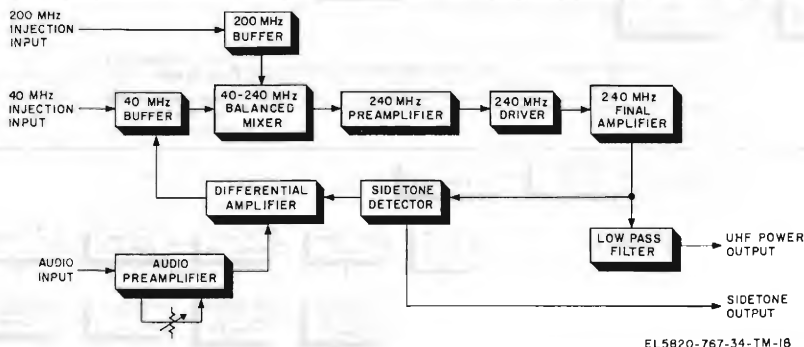 200 MHz
INJECTION
INPUT
200 MHz
BUFFER
40 MHz
INJECTION
INPUT
40 MHz
BUFFER
40-240 MHz
BALANCED
MIXER
240 MHz
PREAMPLIFIER
240 MHz
DRIVER
240 MHz
FINAL
AMPLIFIER
DIFFERENTIAL
AMPLIFIER
SIDETONE
DETECTOR
LOW PASS
FILTER
UHF POWER
OUTPUT
AUDIO
INPUT
AUDIO
PREAMPLIFIER
SIDETONE
OUTPUT
EL5820-767-34-TM-18